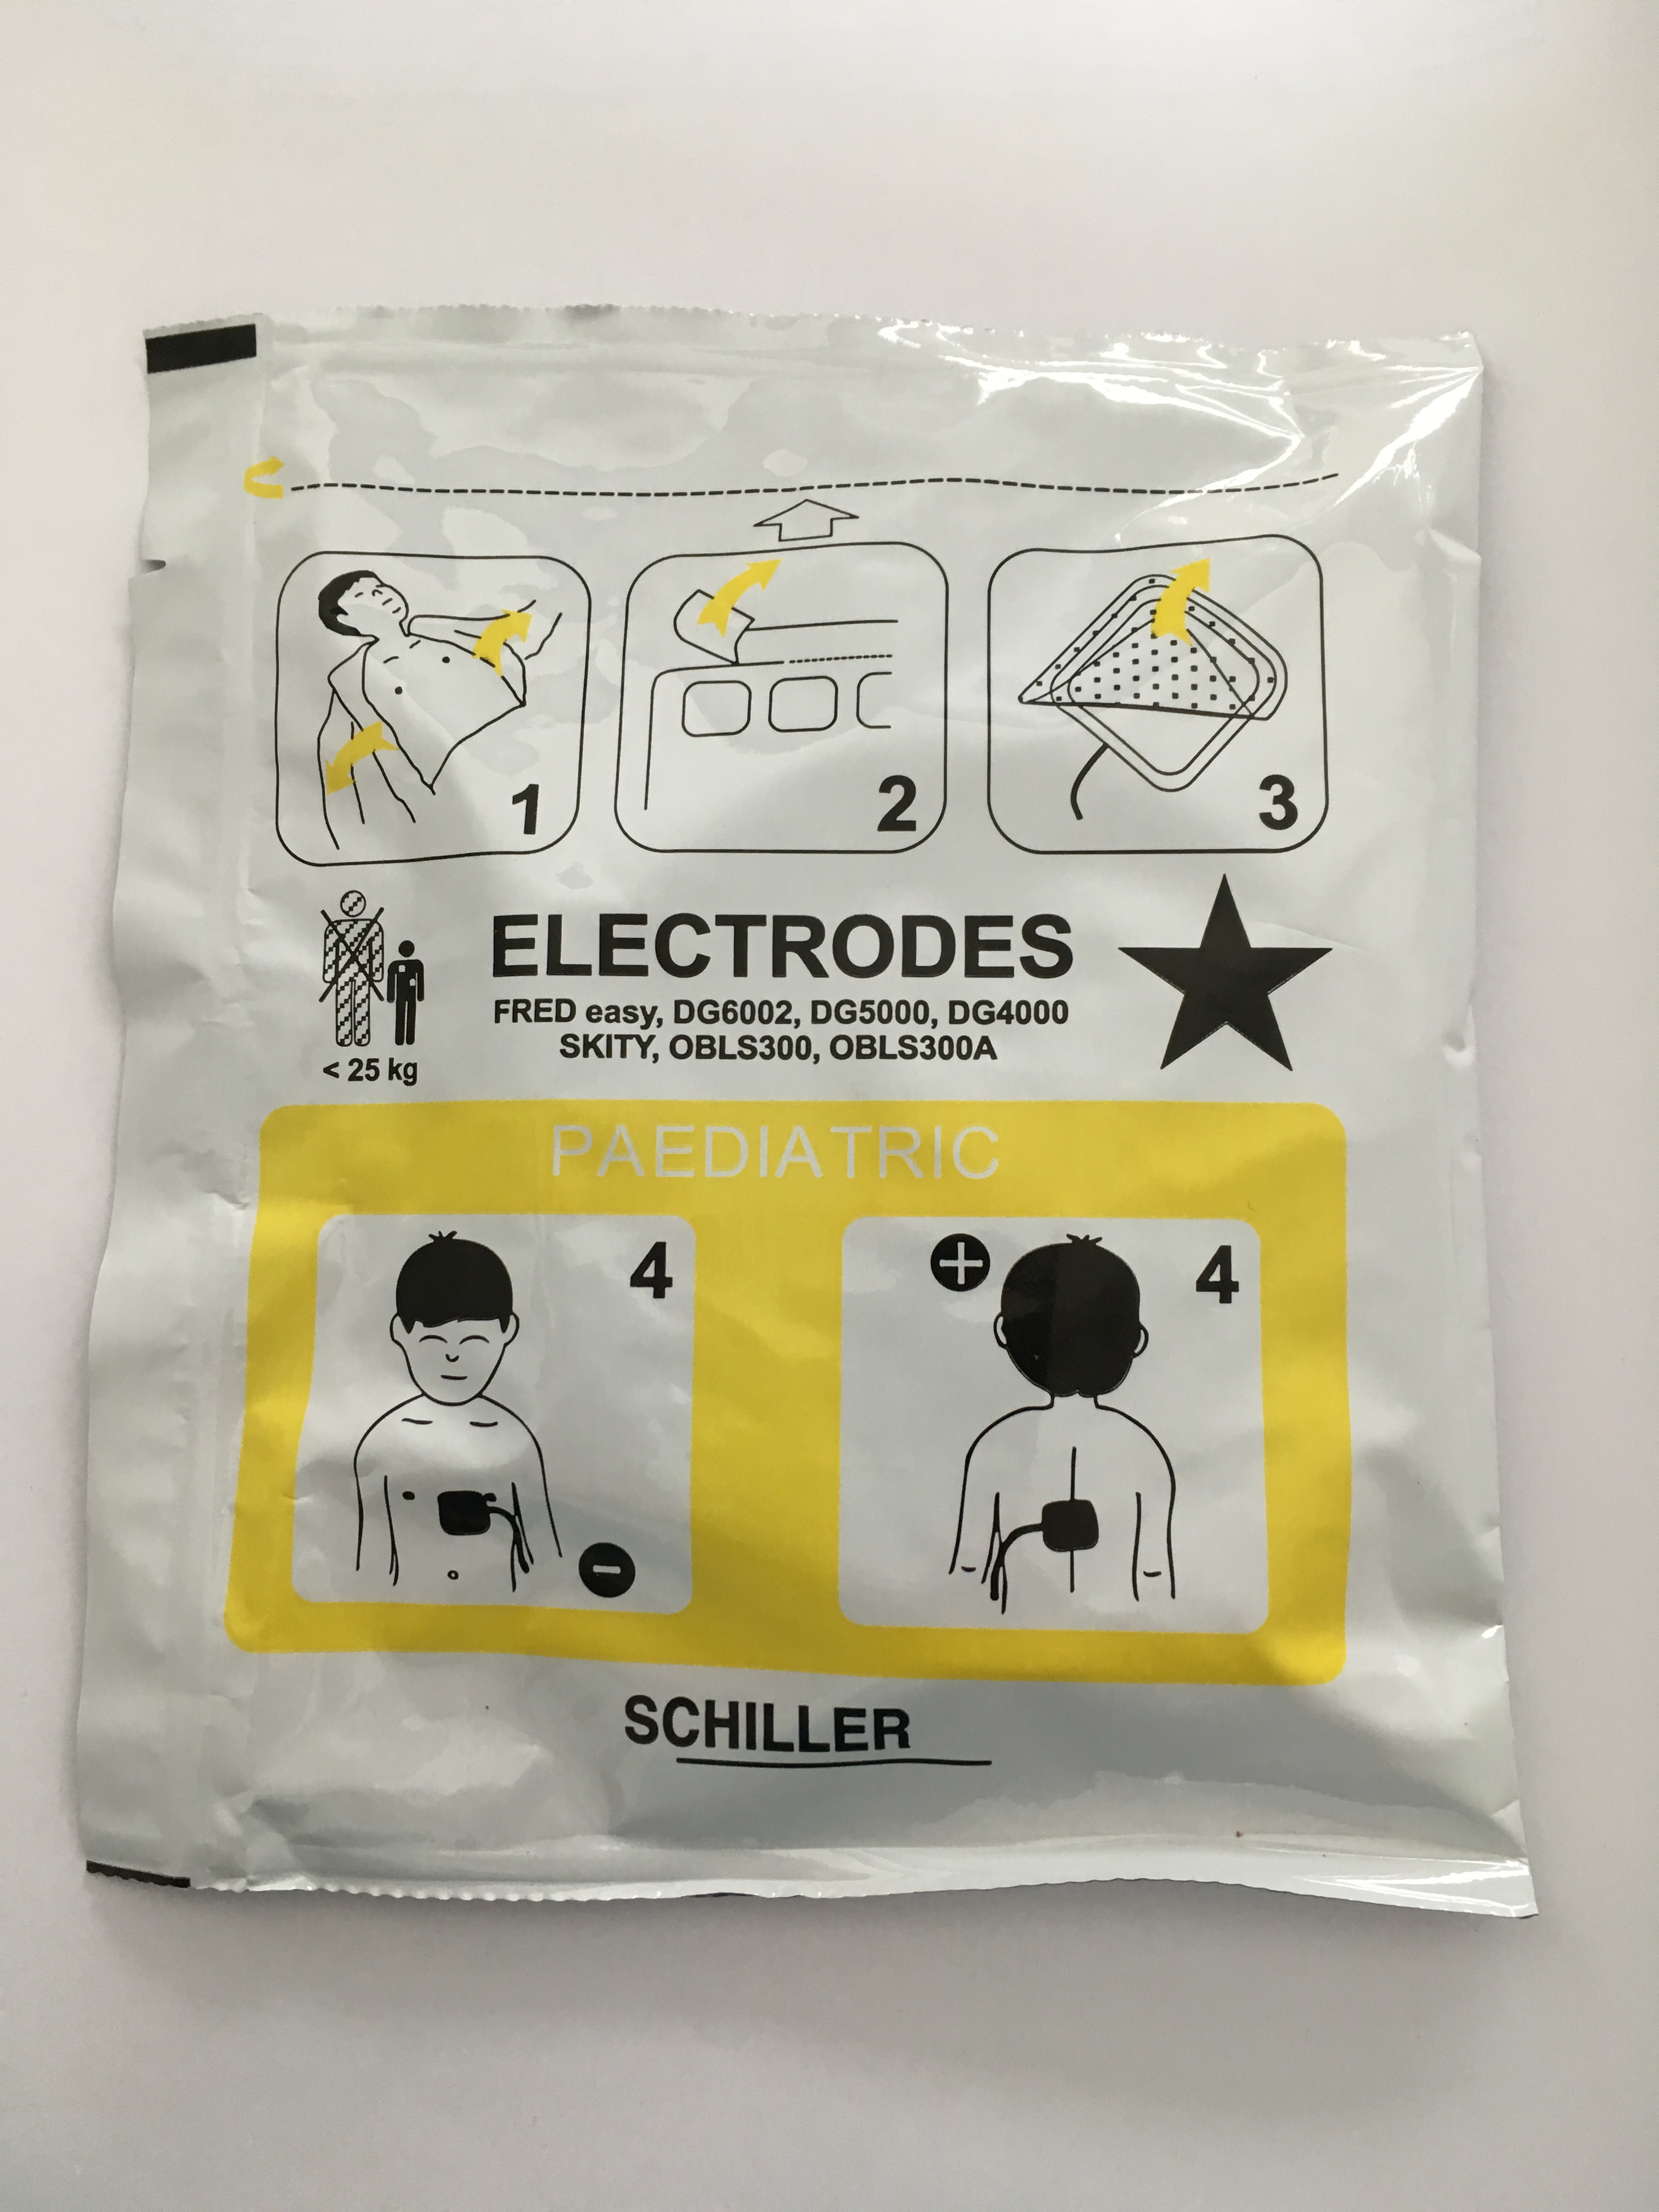 1
2
3
ELECTRODES
FRED easy, DG6002, DG5000, DG4000
SKITY, OBLS300, OBLS300A
< 25 kg
PAEDIATRIC
4
+
4
-
SCHILLER